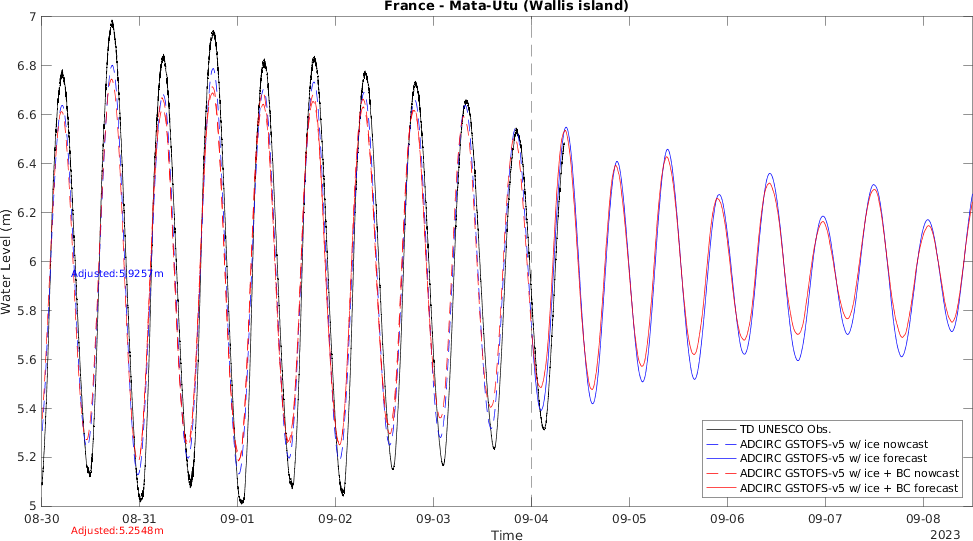 France - Mata-Utu (Wallis island)
7
6.8
6.6
6.4
6.2
6
5.8
5.6
5.4
5.2
5
Water Level (m)
Adjusted:5.9257m
Adjusted:5.2548m
TD UNESCO Obs.
ADCIRC GSTOFS-v5 w/ ice nowcast
ADCIRC GSTOFS-v5 w/ ice forecast
ADCIRC GSTOFS-v5 w/ ice + BC nowcast
ADCIRC GSTOFS-v5 w/ ice + BC forecast
08-30 08-31 09-01 09-02 09-03 09-04 09-05 09-06 09-07 09-08
Time
2023